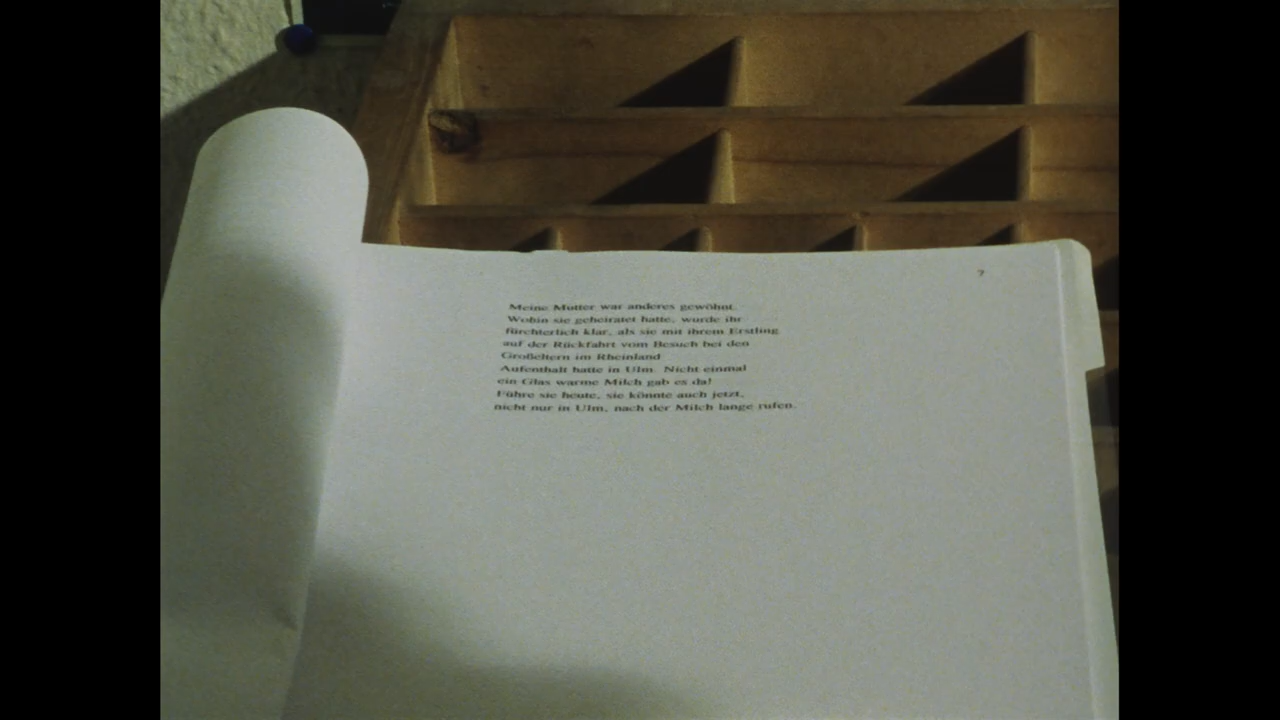 7
Meine Mutter war anderes gewöhnt.
Wohin sie geheiratet hatte, wurde ihr
fürchterlich klar, als sie mit ihrem Erstling
auf der Rückfahrt vom Besuch bei den
Großeltern im Rheinland
Aufenthalt hatte in Ulm. Nicht einmal
ein Glas warme Milch gab es da!
Führe sie heute, sie könnte auch jetzt,
nicht nur in Ulm, nach der Milch lange rufen.